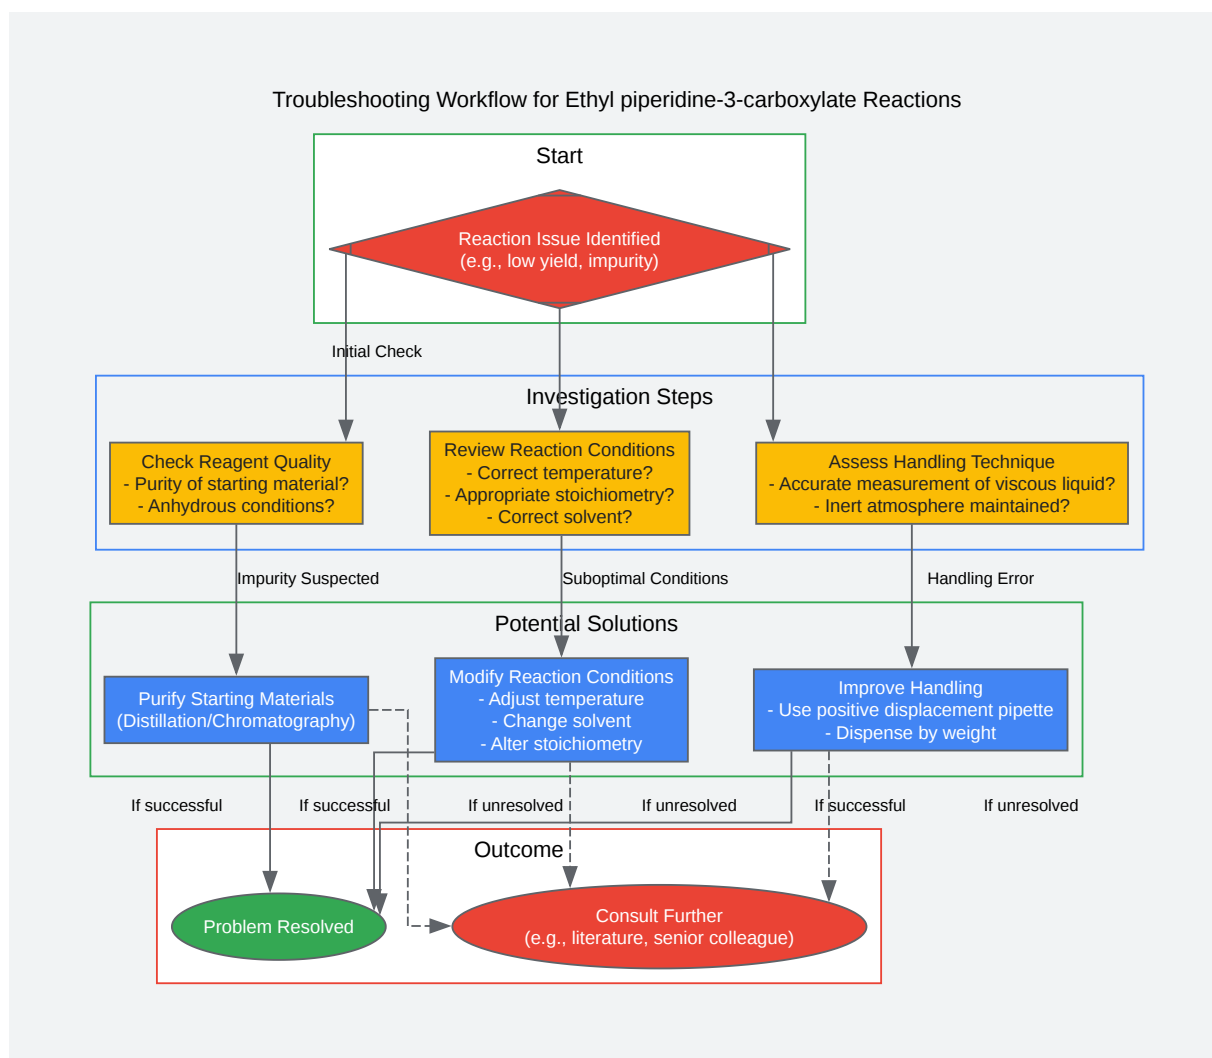 Troubleshooting Workflow for Ethyl piperidine-3-carboxylate Reactions
Start
Reaction Issue Identified
(e.g., low yield, impurity)
Initial Check
Investigation Steps
Check Reagent Quality
- Purity of starting material?
- Anhydrous conditions?
Review Reaction Conditions
- Correct temperature?
- Appropriate stoichiometry?
- Correct solvent?
Assess Handling Technique
- Accurate measurement of viscous liquid?
- Inert atmosphere maintained?
Impurity Suspected
Suboptimal Conditions
Handling Error
Potential Solutions
Purify Starting Materials
(Distillation/Chromatography)
Modify Reaction Conditions
- Adjust temperature
- Change solvent
- Alter stoichiometry
Improve Handling
- Use positive displacement pipette
- Dispense by weight
If successful
If successful
If unresolved
If unresolved
If successful
If unresolved
Outcome
Problem Resolved
Consult Further
(e.g., literature, senior colleague)